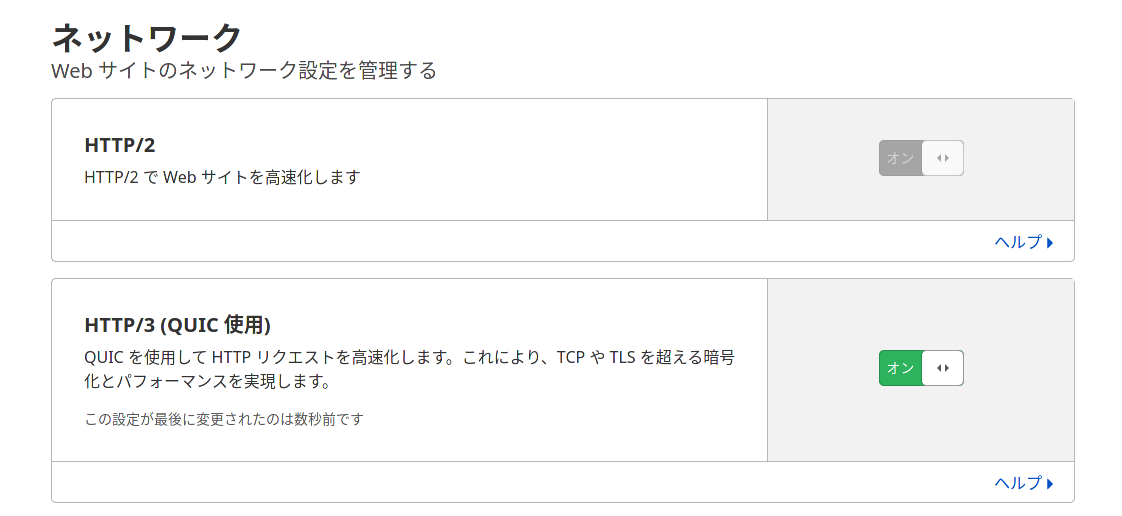 ネットワーク
Web サイトのネットワーク設定を管理する
HTTP/2
HTTP/2 で Web サイトを高速化します
オン
ヘルプ
HTTP/3 (QUIC 使用)
QUIC を使用して HTTP リクエストを高速化します。これにより、TCP や TLS を超える暗号
化とパフォーマンスを実現します。
この設定が最後に変更されたのは数秒前です
オン
ヘルプ